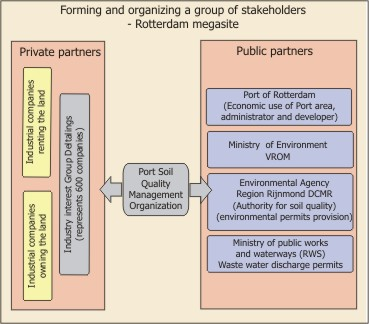 Forming and organizing a group of stakeholders
- Rotterdam megasite
Private partners
Industrial companies
renting the land
Industrial companies
owning the land
Industry interest Group Deltalings
(represents 600 companies)
Port Soil
Quality
Management
Organization
Public partners
Port of Rotterdam
(Economic use of Port area,
administrator and developer)
Ministry of Environment
VROM
Environmental Agency
Region Rijnmond DCMR
(Authority for soil quality)
(environmental permits provision)
Ministry of public works
and waterways (RWS)
Waste water discharge permits